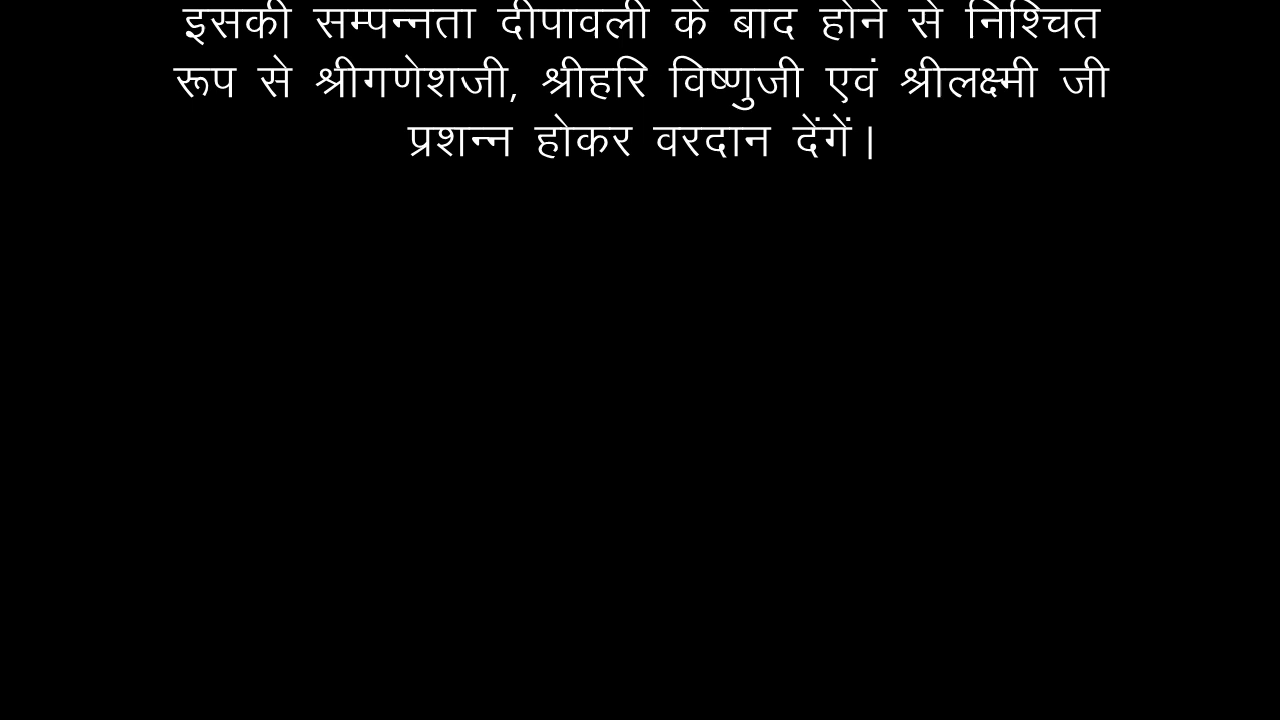 इसकी सम्पन्नता दीपावली के बाद होने से निश्चित
रूप से श्रीगणेशजी, श्रीहरि विष्णुजी एवं श्रीलक्ष्मी जी
प्रशन्न होकर वरदान देंगें।